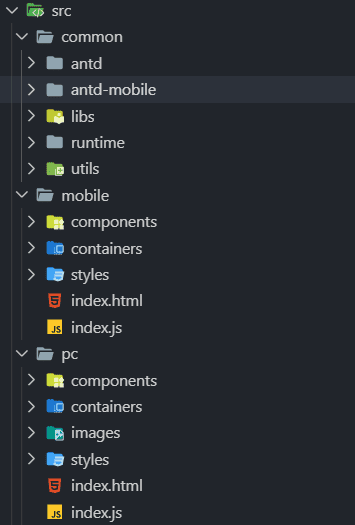 src
common
antd
antd-mobile
libs
runtime
utils
mobile
components
containers
styles
index.html
JS index.js
pc
components
containers
images
styles
index.html
JS index.js